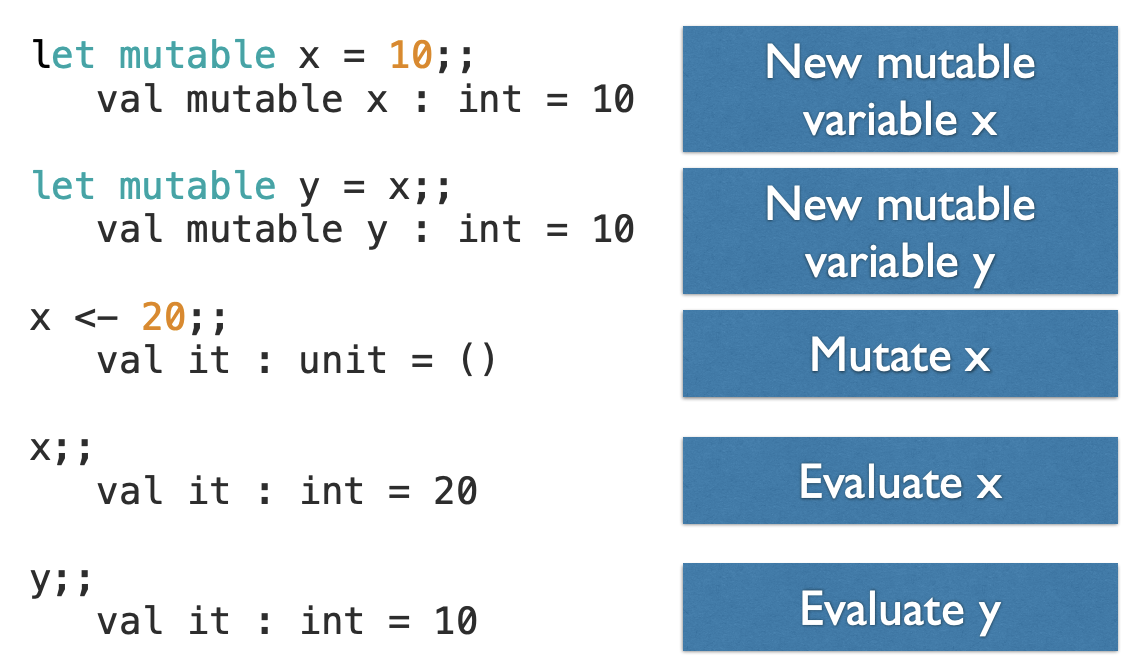 let mutable x = 10;;
val mutable x : int = 10
New mutable
variable x
let mutable y = x;;
val mutable y : int = 10
New mutable
variable y
x <- 20;;
val it : unit = ()
Mutate x
x;;
val it : int = 20
Evaluate x
y;;
val it : int = 10
Evaluate y